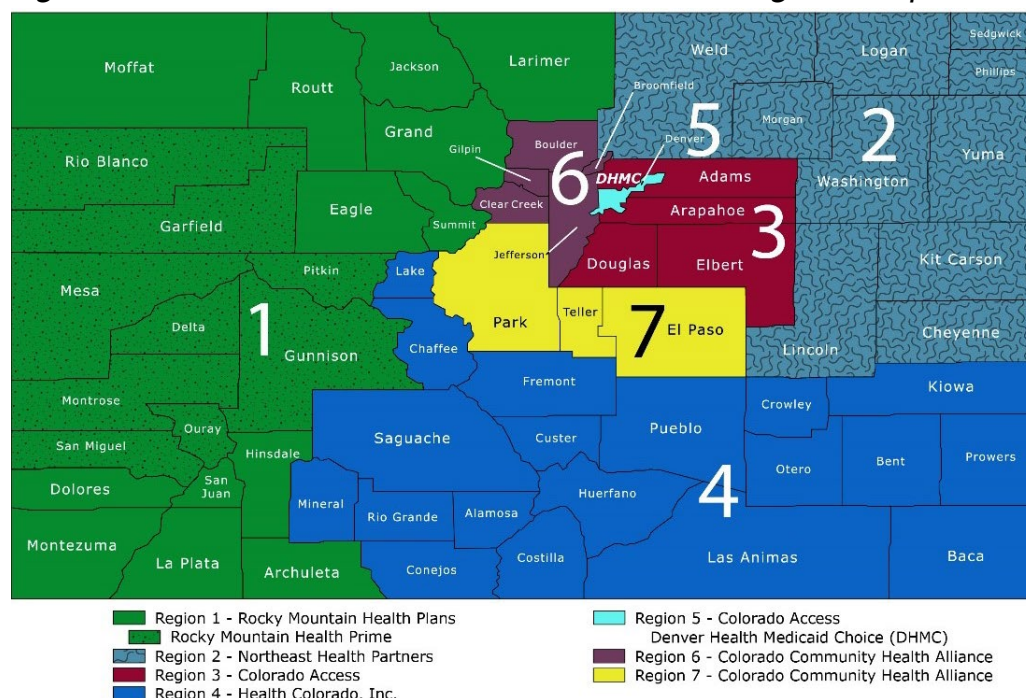 Moffat
Routt
Jackson
Larimer
Weld
Logan
Sedgwick
Phillips
Broomfield
Grand
Gilpin
Boulder
5
Morgan
Denver
2
Yuma
Rio Blanco
6
DHMC
Adams
Washington
Garfield
Eagle
Clear Creek
Summit
Arapahoe
3
Jefferson
Pitkin
Lake
Douglas
Elbert
Kit Carson
Mesa
1
Delta
Gunnison
Chaffee
Park
Teller
7
El Paso
Lincoln
Cheyenne
Montrose
Fremont
Kiowa
Crowley
Ouray
San Miguel
Hinsdale
Saguache
Custer
Pueblo
Otero
Bent
Prowers
Dolores
San
Juan
Mineral
Rio Grande
Alamosa
Huerfano
4
Montezuma
La Plata
Archuleta
Conejos
Costilla
Las Animas
Baca
Region 1 - Rocky Mountain Health Plans
Rocky Mountain Health Prime
Region 2 - Northeast Health Partners
Region 3 - Colorado Access
Region 4 - Health Colorado, Inc.
Region 5 - Colorado Access
Denver Health Medicaid Choice (DHMC)
Region 6 - Colorado Community Health Alliance
Region 7 - Colorado Community Health Alliance